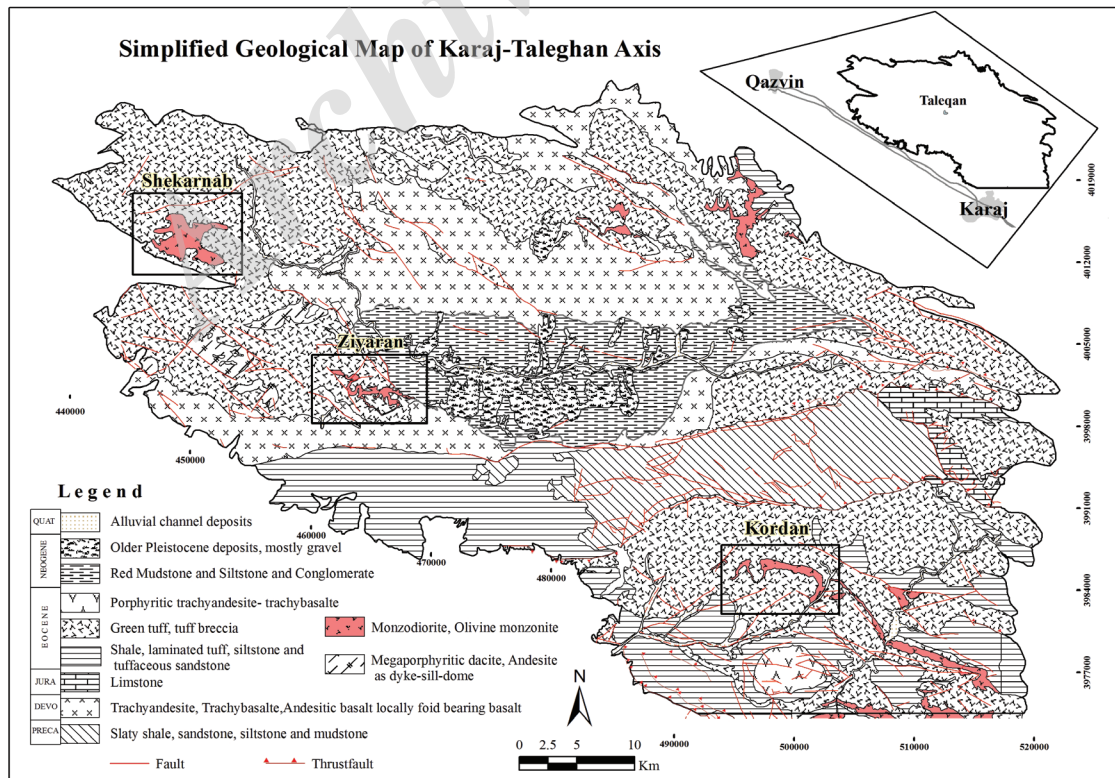 Simplified Geological Map of Karaj-Taleghan Axis
Qazvin
Taleqan
Karaj
Shekarnab
Ziyaran
Kordan
4019000
4012000
4005000
3998000
3991000
3984000
3977000
440000
450000
460000
470000
480000
490000
500000
510000
520000
Legend
QUAT
Alluvial channel deposits
NEOGENE
Older Pleistocene deposits, mostly gravel
Red Mudstone and Siltstone and Conglomerate
EOCENE
Porphyritic trachyandesite- trachybasalte
Green tuff, tuff breccia
Shale, laminated tuff, siltstone and
tuffaceous sandstone
JURA
Limstone
DEVO
Trachyandesite, Trachybasalte,Andesitic basalt locally foid bearing basalt
PRECA
Slaty shale, sandstone, siltstone and mudstone
Monzodiorite, Olivine monzonite
Megaporphyritic dacite, Andesite
as dyke-sill-dome
Fault
Thrustfault
N
0 2.5 5 10
Km